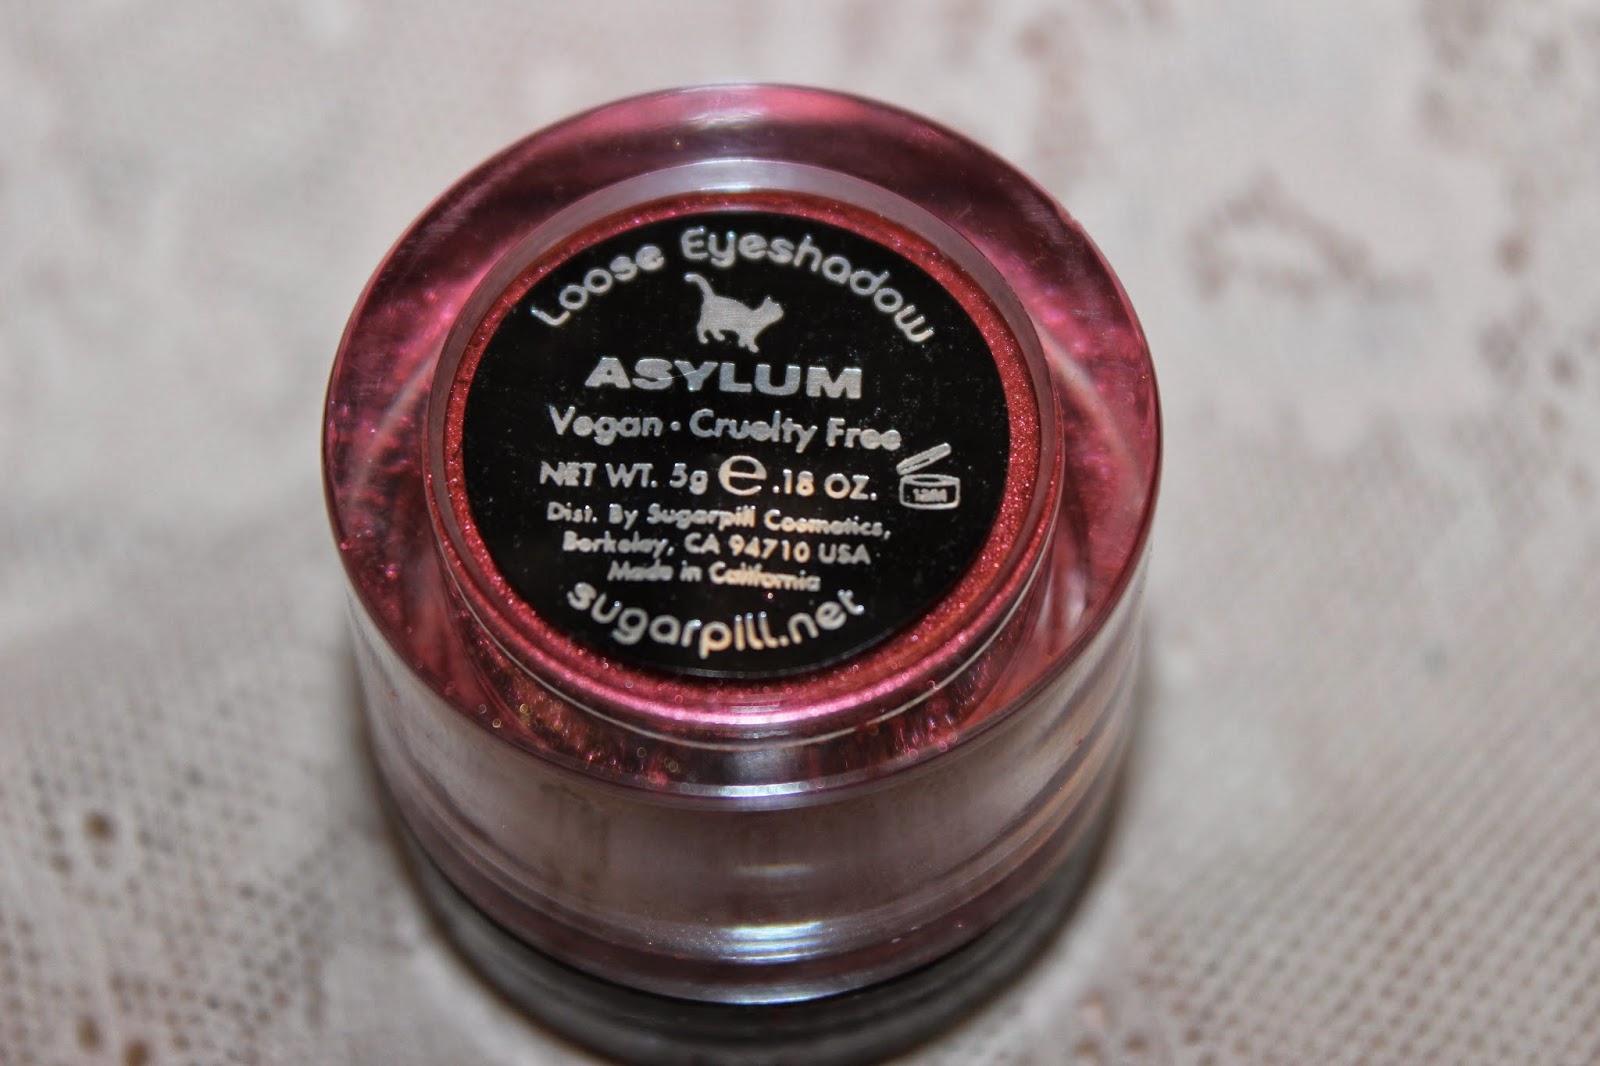 Loose Eyeshadow
ASYLUM
Vegan • Cruelty Free
NET WT. 5g e .18 OZ.
12M
Dist. By Sugarpill Cosmetics,
Berkeley, CA 94710 USA
Made in California
sugarpill.net